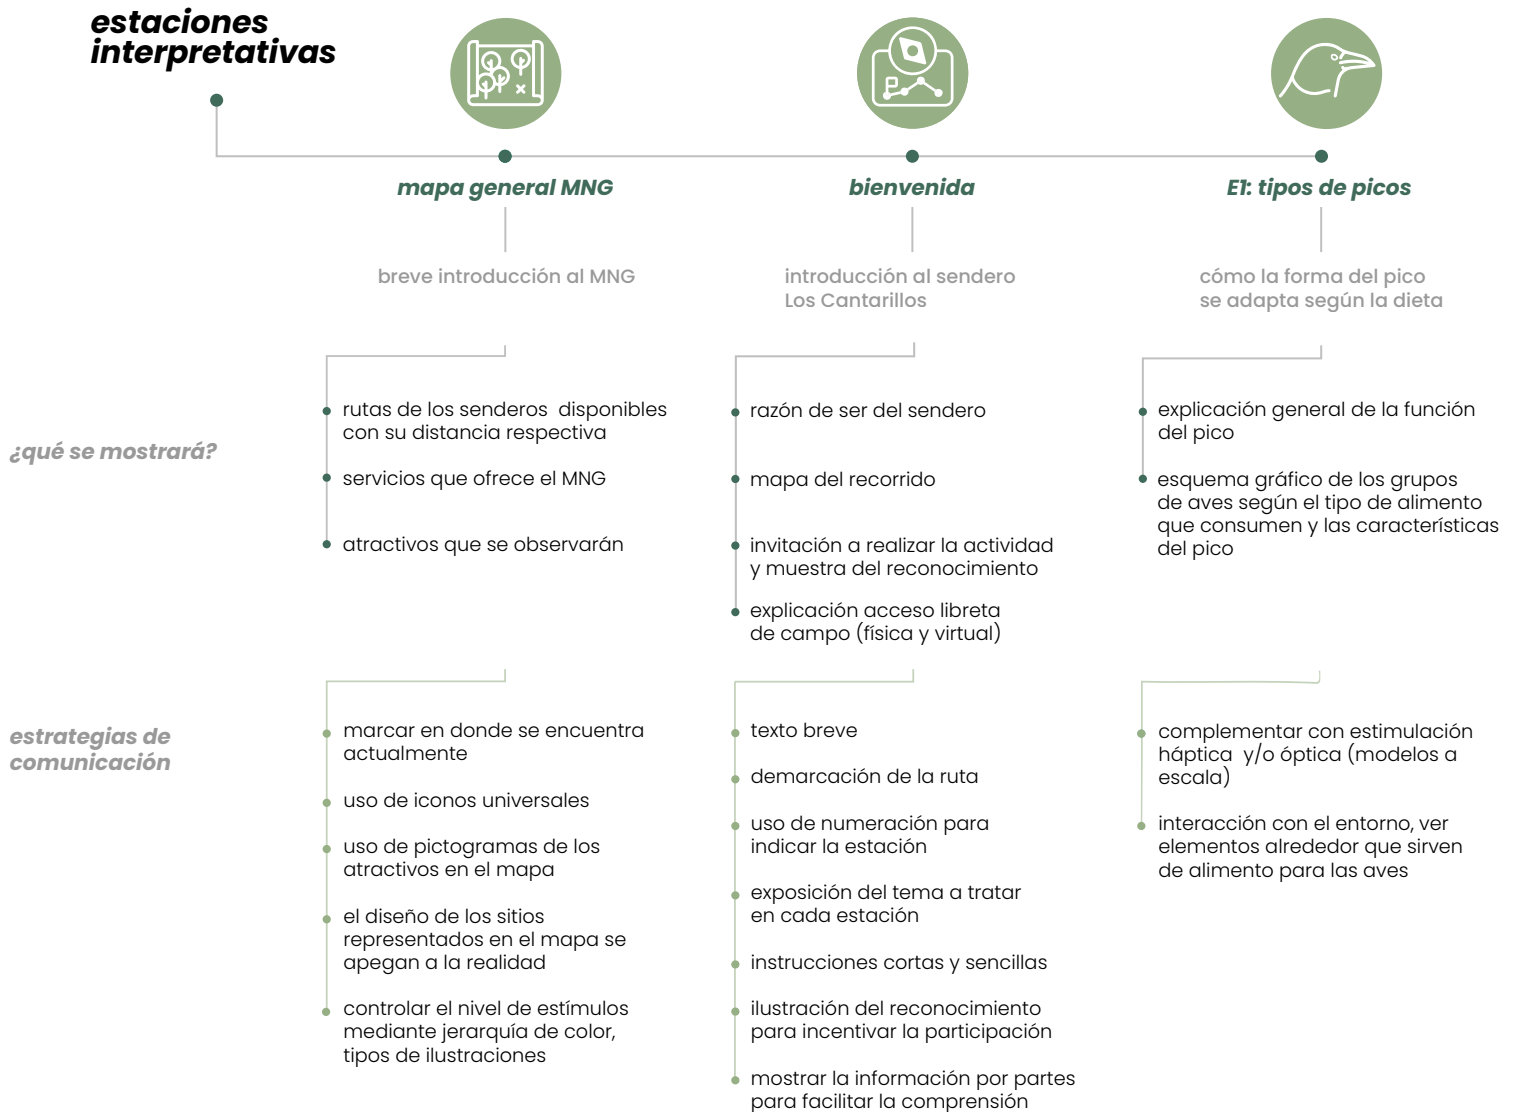 estaciones
interpretativas
mapa general MNG
bienvenida
E1: tipos de picos
breve introducción al MNG
introducción al sendero
Los Cantarillos
cómo la forma del pico
se adapta según la dieta
¿qué se mostrará?
rutas de los senderos  disponibles
con su distancia respectiva
servicios que ofrece el MNG
atractivos que se observarán
razón de ser del sendero
mapa del recorrido
invitación a realizar la actividad
y muestra del reconocimiento
explicación acceso libreta
de campo (física y virtual)
explicación general de la función
del pico
esquema gráfico de los grupos
de aves según el tipo de alimento
que consumen y las características
del pico
estrategias de
comunicación
marcar en donde se encuentra
actualmente
uso de iconos universales
uso de pictogramas de los
atractivos en el mapa
el diseño de los sitios
representados en el mapa se
apegan a la realidad
controlar el nivel de estímulos
mediante jerarquía de color,
tipos de ilustraciones
texto breve
demarcación de la ruta
uso de numeración para
indicar la estación
exposición del tema a tratar
en cada estación
instrucciones cortas y sencillas
ilustración del reconocimiento
para incentivar la participación
mostrar la información por partes
para facilitar la comprensión
complementar con estimulación
háptica  y/o óptica (modelos a
escala)
interacción con el entorno, ver
elementos alrededor que sirven
de alimento para las aves